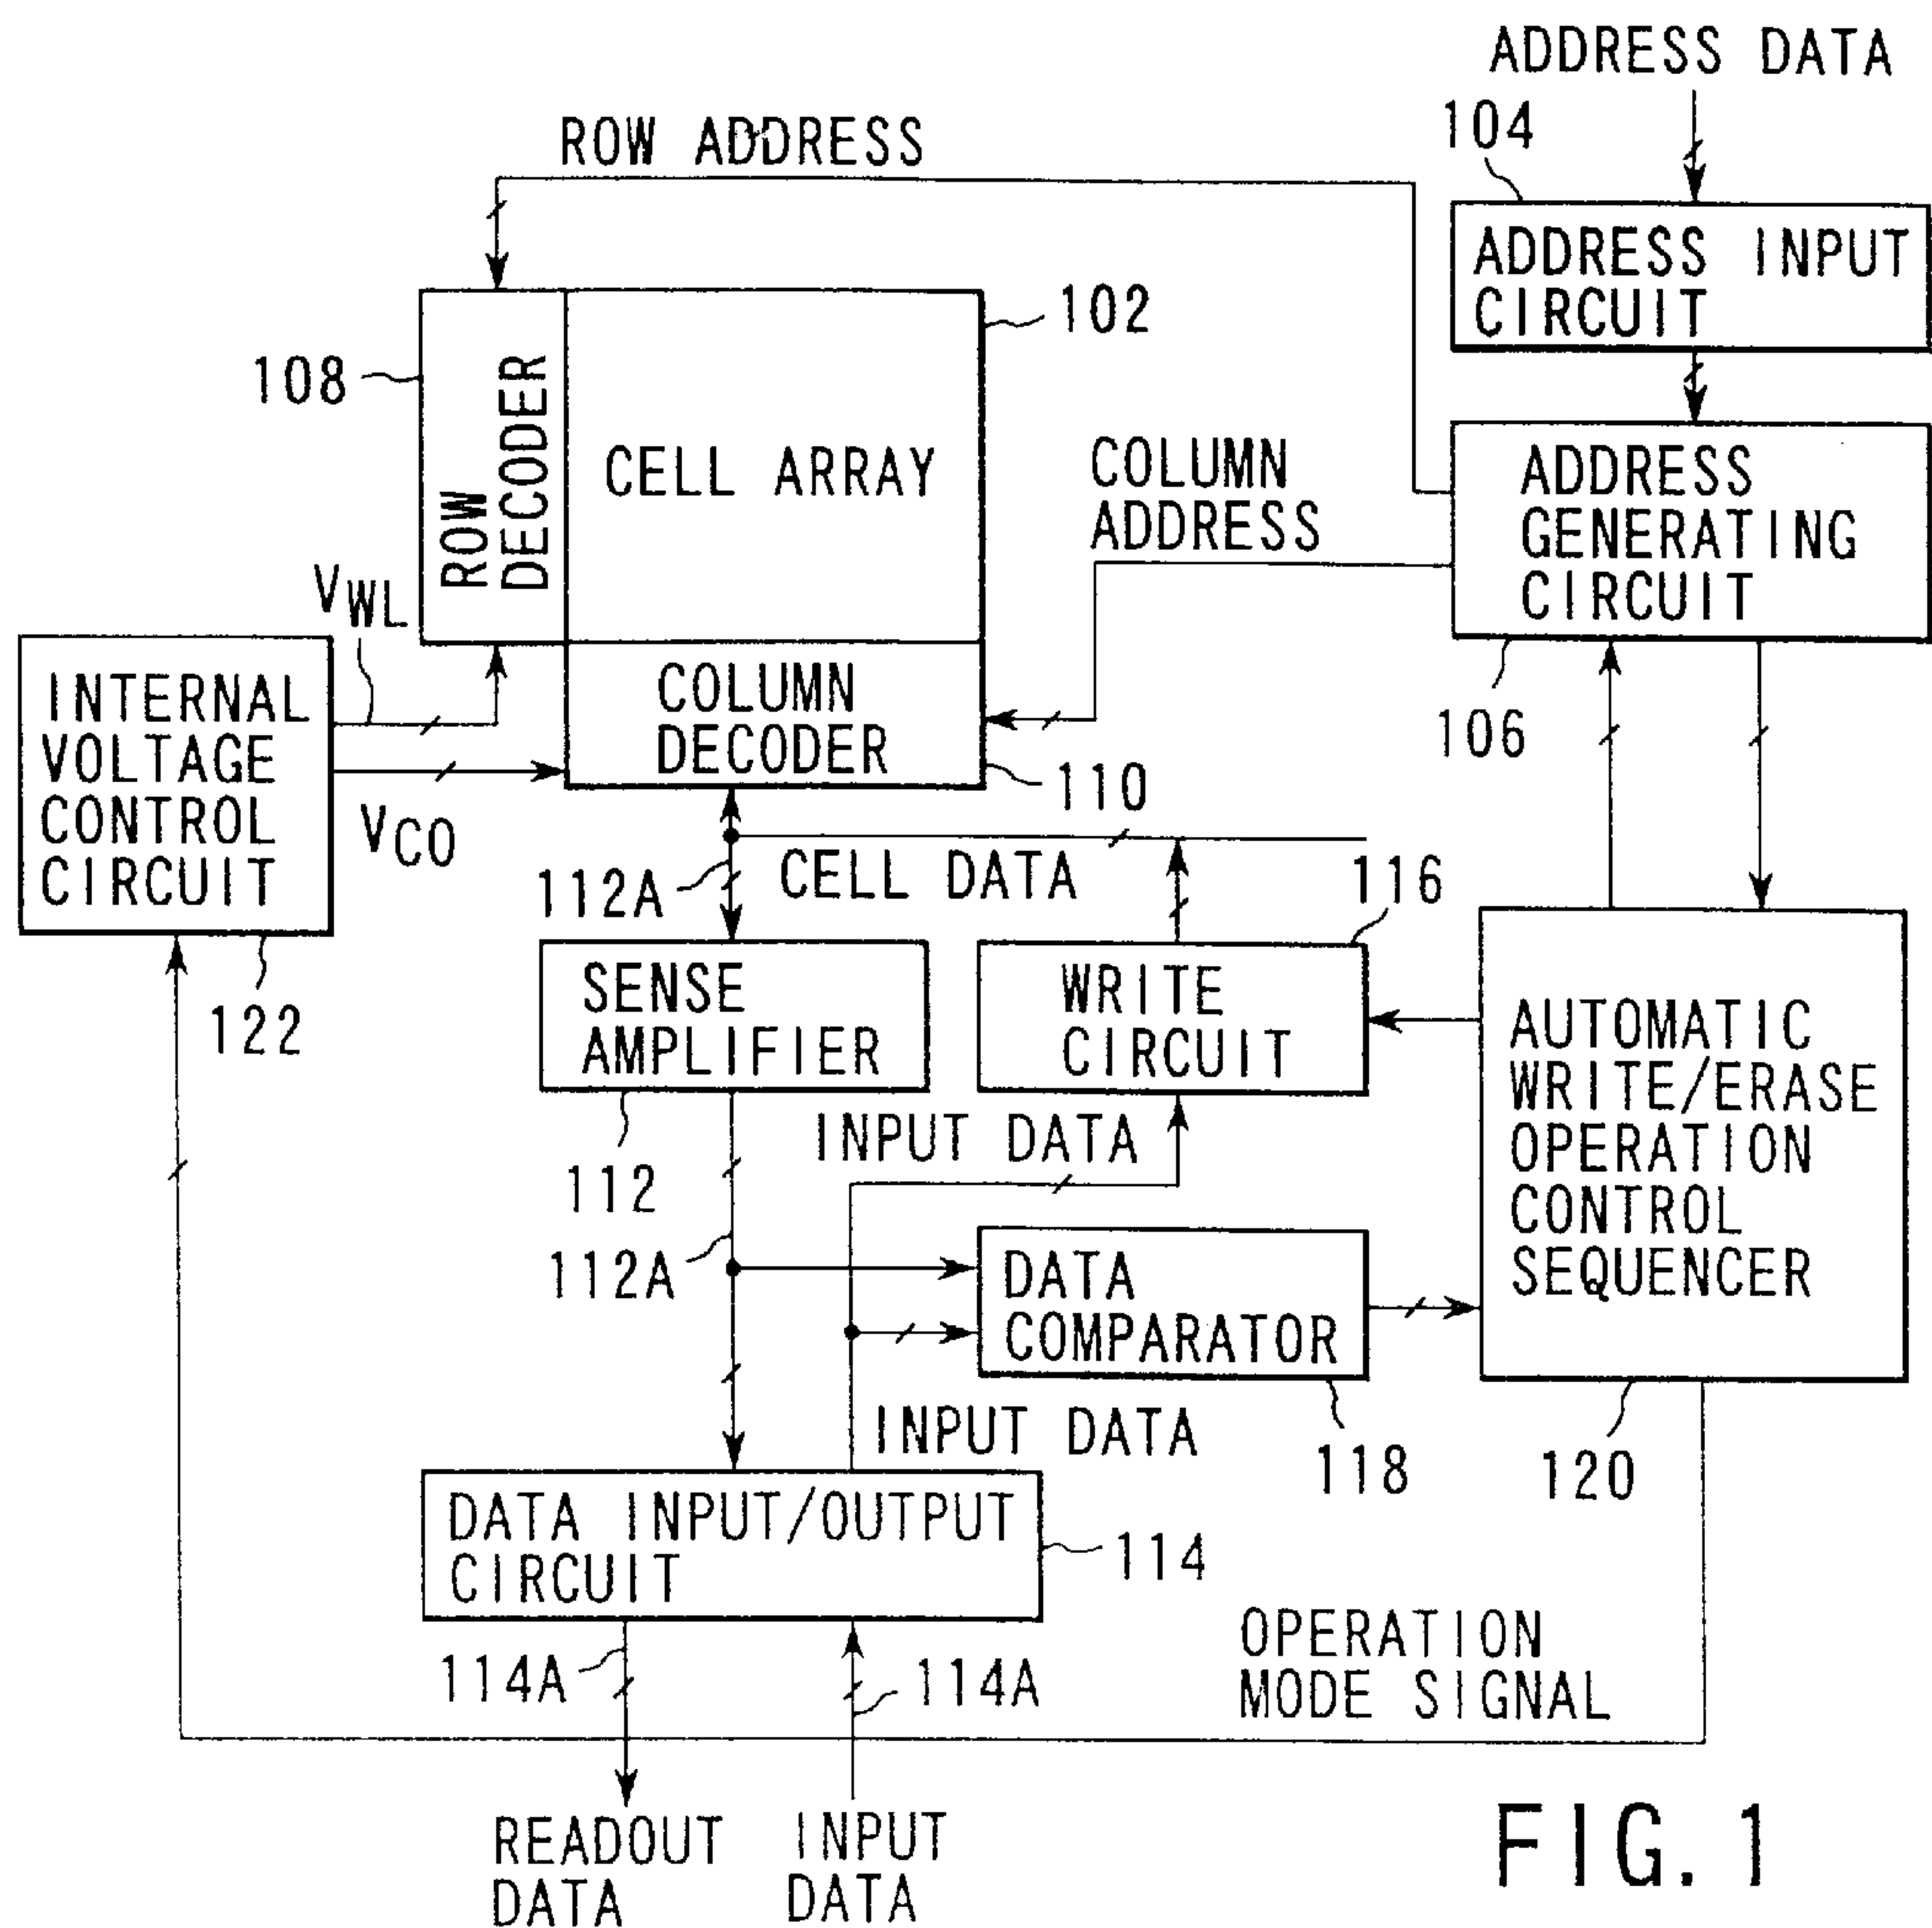 ADDRESS DATA
104
ROW ADDRESS
ADDRESS INPUT
CIRCUIT
102
108
ROW
DECODER
CELL ARRAY
COLUMN
ADDRESS
ADDRESS
GENERATING
CIRCUIT
VWL
INTERNAL
VOLTAGE
CONTROL
CIRCUIT
COLUMN
DECODER
106
110
VCO
112A
CELL DATA
116
122
SENSE
AMPLIFIER
WRITE
CIRCUIT
AUTOMATIC
WRITE/ERASE
OPERATION
CONTROL
SEQUENCER
INPUT DATA
112
112A
DATA
COMPARATOR
INPUT DATA
118
120
DATA INPUT/OUTPUT
CIRCUIT
114
114A
114A
OPERATION
MODE SIGNAL
READOUT
DATA
INPUT
DATA
FIG. 1